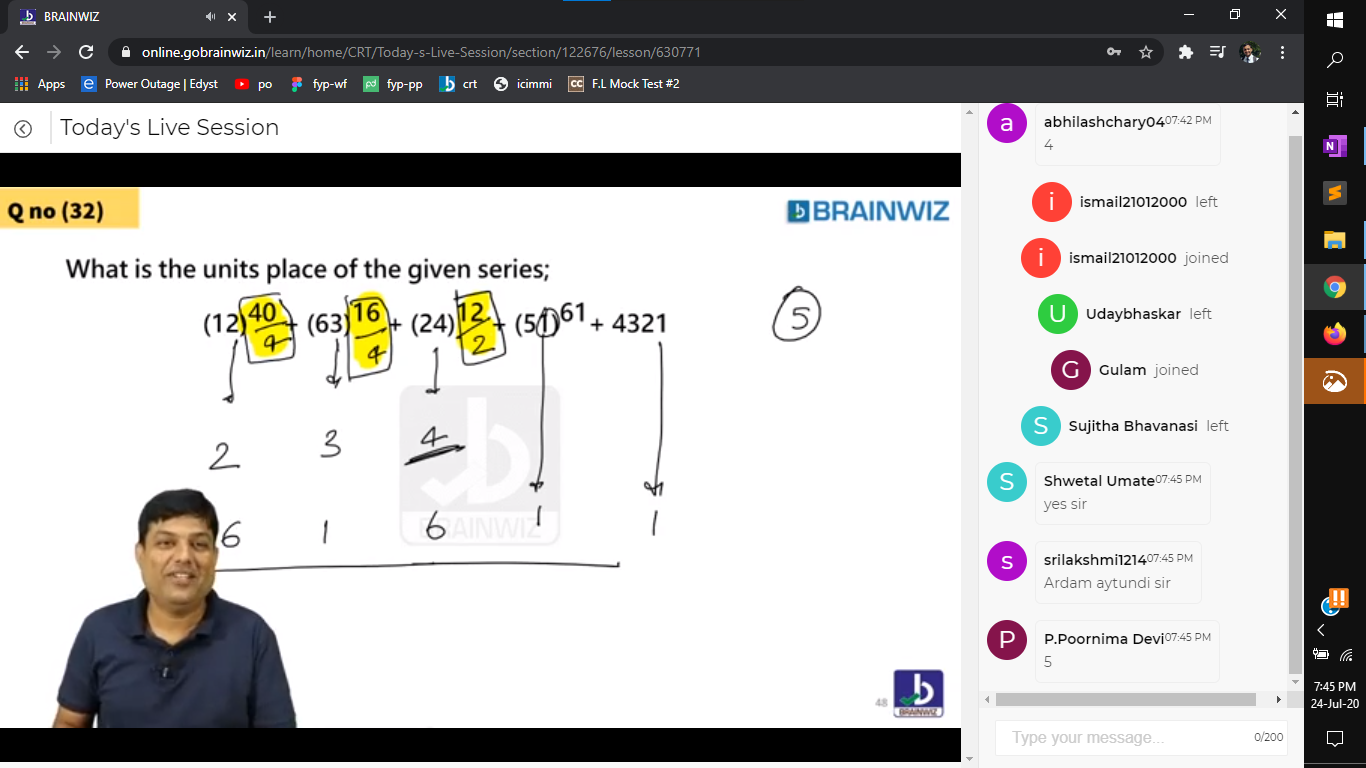 BRAINWIZ
online.gobrainwiz.in/learn/home/CRT/Today-s-Live-Session/section/122676/lesson/630771
Apps Power Outage | Edyst po fyp-wf fyp-pp crt icimmi F.L Mock Test #2
Today's Live Session
Q no (32)
BRAINWIZ
What is the units place of the given series;
(12)40/4 + (63)16/4 + (24)12/2 + (51)61 + 4321
5
2 3 4
6 1 6 1 1
BRAINWIZ
48
BRAINWIZ
a
abhilashchary04 07:42 PM
4
i
ismail21012000 left
i
ismail21012000 joined
U
Udaybhaskar left
G
Gulam joined
S
Sujitha Bhavanasi left
S
Shwetal Umate 07:45 PM
yes sir
s
srilakshmi1214 07:45 PM
Ardam aytundi sir
P
P.Poornima Devi 07:45 PM
5
Type your message...
0/200
7:45 PM
24-Jul-20